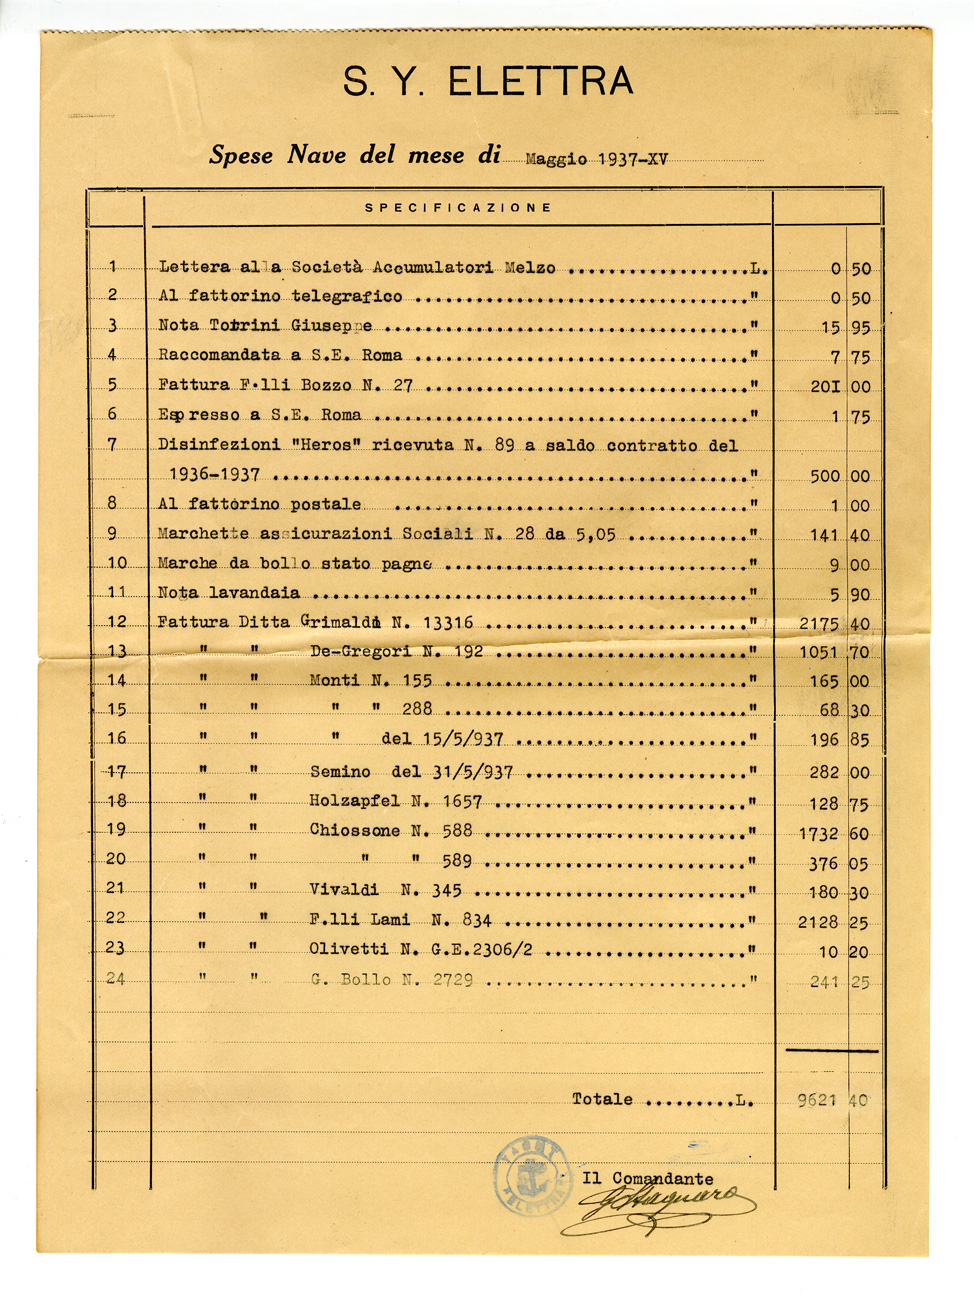 S. Y. ELETTRA
Spese Nave del mese di Maggio 1937-XV
SPECIFICAZIONE
1 Lettera alla Società Accumulatori Melzo ..................L. 0 50
2 Al fattorino telegrafico ................................." 0 50
3 Nota Torrini Giuseppe ...................................." 15 95
4 Raccomandata a S.E. Roma ................................." 7 75
5 Fattura F.lli Bozzo N. 27 ................................" 20I 00
6 Espresso a S.E. Roma ....................................." 1 75
7 Disinfezioni "Heros" ricevuta N. 89 a saldo contratto del
1936-1937 ..............................................." 500 00
8 Al fattorino postale ..................................." 1 00
9 Marchette assicurazioni Sociali N. 28 da 5,05 ............" 141 40
10 Marche da bollo stato pagne .............................." 9 00
11 Nota lavandaia ..........................................." 5 90
12 Fattura Ditta Grimaldi N. 13316 .........................." 2175 40
13 " " De-Gregori N. 192 ........................." 1051 70
14 " " Monti N. 155 .............................." 165 00
15 " " " " 288 .............................." 68 30
16 " " " del 15/5/937 ......................." 196 85
17 " " Semino del 31/5/937 ......................" 282 00
18 " " Holzapfel N. 1657 ........................." 128 75
19 " " Chiossone N. 588 .........................." 1732 60
20 " " " " 589 .........................." 376 05
21 " " Vivaldi N. 345 ..........................." 180 30
22 " " F.lli Lami N. 834 ........................" 2128 25
23 " " Olivetti N. G.E.2306/2 ...................." 10 20
24 " " G. Bollo N. 2729 .........................." 241 25
Totale .........L. 9621 40
YACHT
ELETTRA
Il Comandante